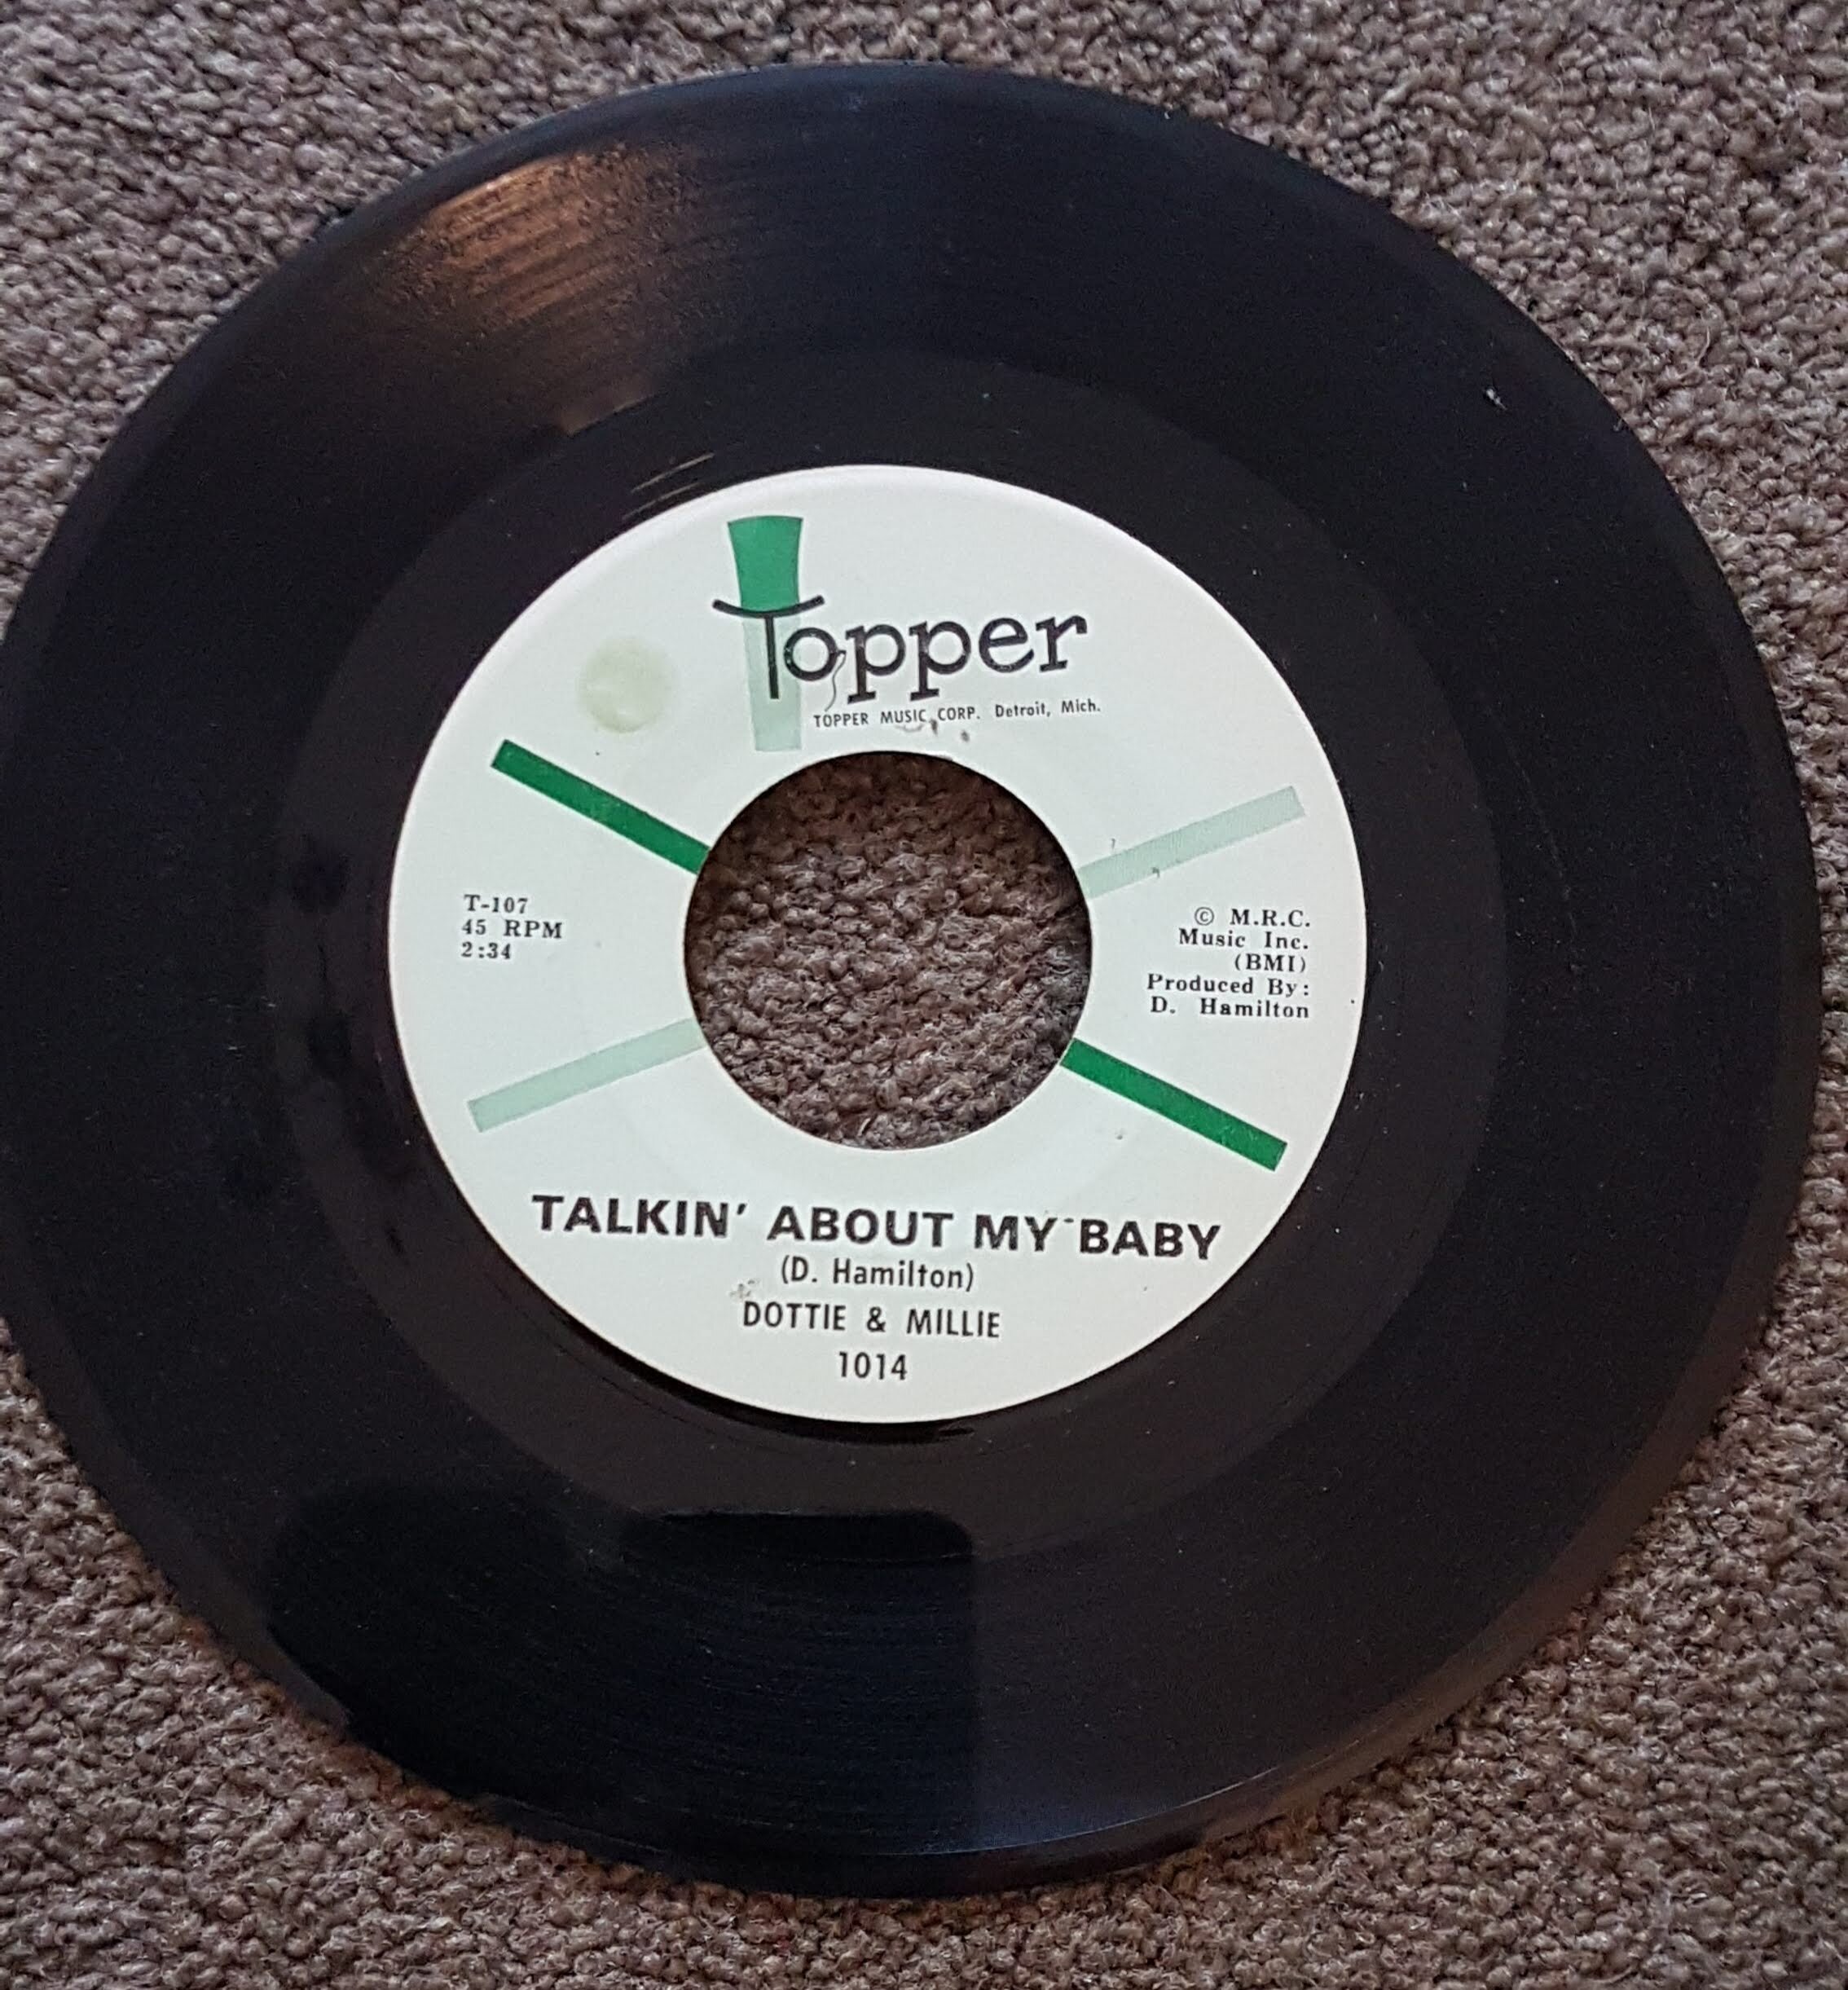 Topper
TOPPER MUSIC CORP. Detroit, Mich.
T-107
45 RPM
2:34
© M.R.C.
Music Inc.
(BMI)
Produced By:
D. Hamilton
TALKIN' ABOUT MY BABY
(D. Hamilton)
DOTTIE & MILLIE
1014